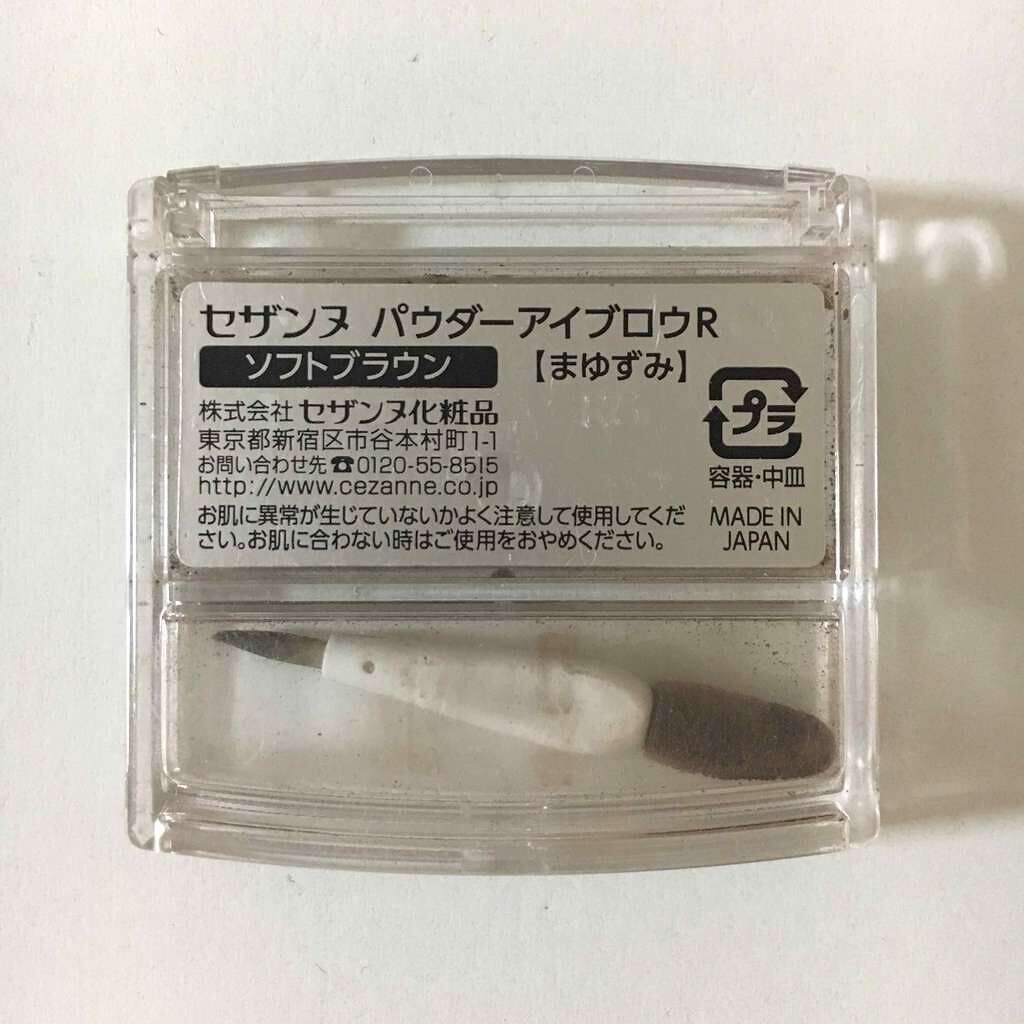 セザンヌ パウダーアイブロウR
ソフトブラウン 【まゆずみ】
株式会社 セザンヌ化粧品
東京都新宿区市谷本村町1-1
お問い合わせ先☎0120-55-8515
http://www.cezanne.co.jp
お肌に異常が生じていないかよく注意して使用してくだ
さい。お肌に合わない時はご使用をおやめください。
プラ
容器・中皿
MADE IN
JAPAN